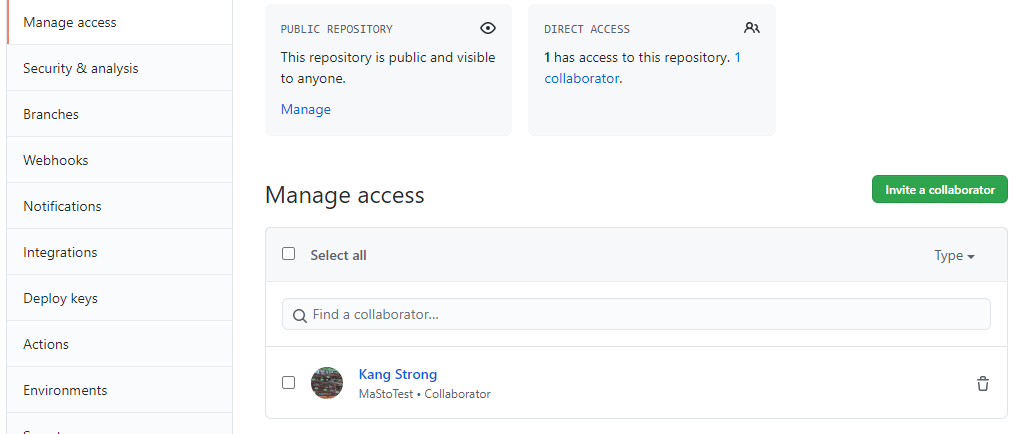 Manage access
Security & analysis
Branches
Webhooks
Notifications
Integrations
Deploy keys
Actions
Environments
PUBLIC REPOSITORY
This repository is public and visible
to anyone.
Manage
DIRECT ACCESS
1 has access to this repository. 1
collaborator.
Manage access
Invite a collaborator
Select all
Type
Find a collaborator...
Kang Strong
MaStoTest • Collaborator